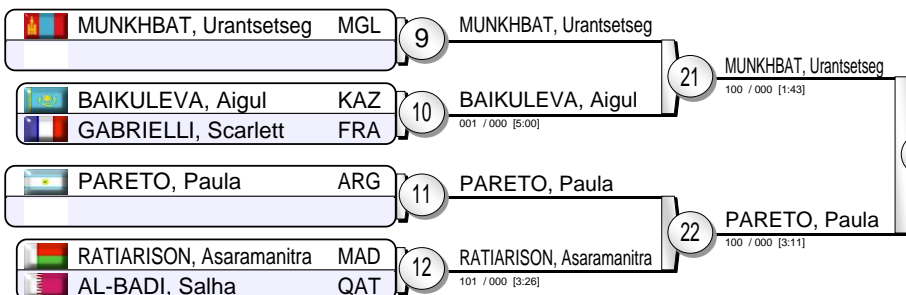 MUNKHBAT, Urantsetseg MGL
9
MUNKHBAT, Urantsetseg
21
MUNKHBAT, Urantsetseg
100 / 000 [1:43]
BAIKULEVA, Aigul KAZ
GABRIELLI, Scarlett FRA
10
BAIKULEVA, Aigul
001 / 000 [5:00]
PARETO, Paula ARG
11
PARETO, Paula
22
PARETO, Paula
100 / 000 [3:11]
RATIARISON, Asaramanitra MAD
AL-BADI, Salha QAT
12
RATIARISON, Asaramanitra
101 / 000 [3:26]